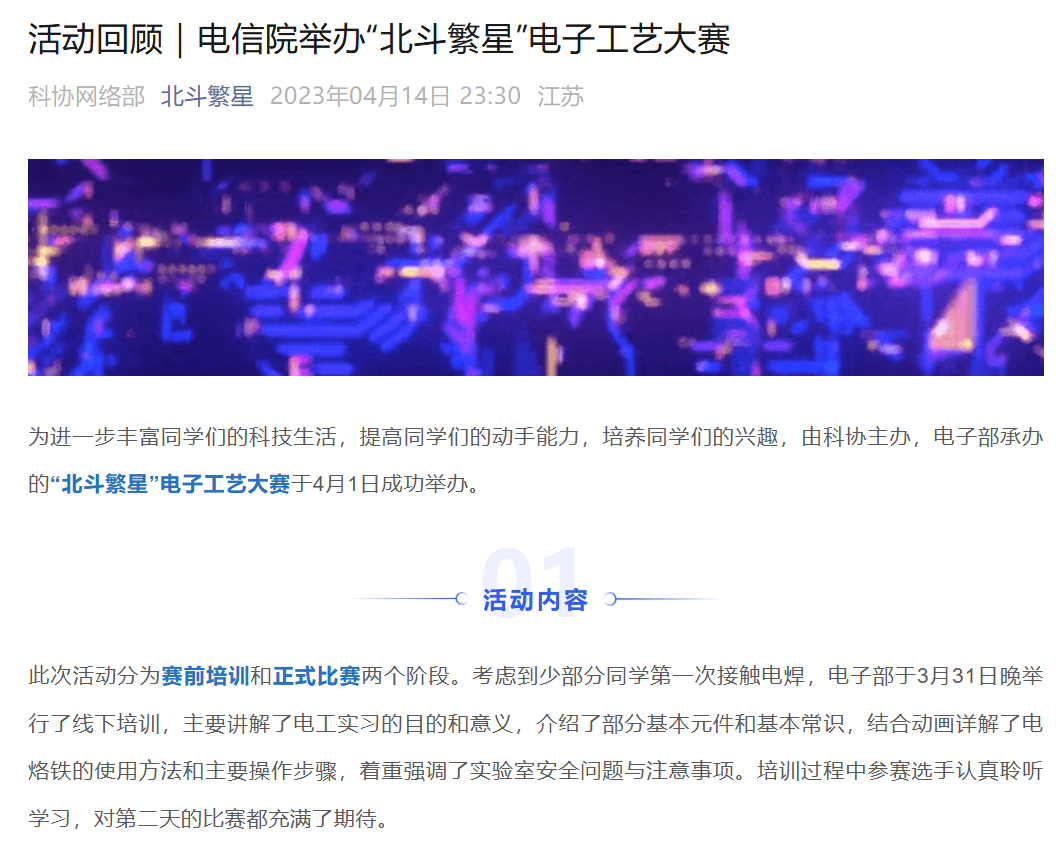 活动回顾｜电信院举办“北斗繁星”电子工艺大赛
科协网络部 北斗繁星 2023年04月14日 23:30 江苏
为进一步丰富同学们的科技生活，提高同学们的动手能力，培养同学们的兴趣，由科协主办，电子部承办
的“北斗繁星”电子工艺大赛于4月1日成功举办。
01
活动内容
此次活动分为赛前培训和正式比赛两个阶段。考虑到少部分同学第一次接触电焊，电子部于3月31日晚举
行了线下培训，主要讲解了电工实习的目的和意义，介绍了部分基本元件和基本常识，结合动画详解了电
烙铁的使用方法和主要操作步骤，着重强调了实验室安全问题与注意事项。培训过程中参赛选手认真聆听
学习，对第二天的比赛都充满了期待。